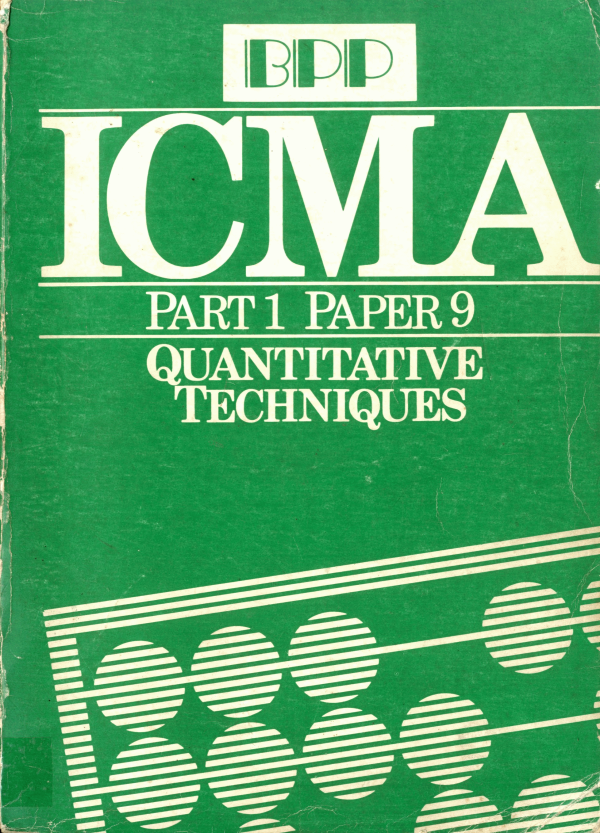 BPP
ICMA
PART 1 PAPER 9
QUANTITATIVE
TECHNIQUES